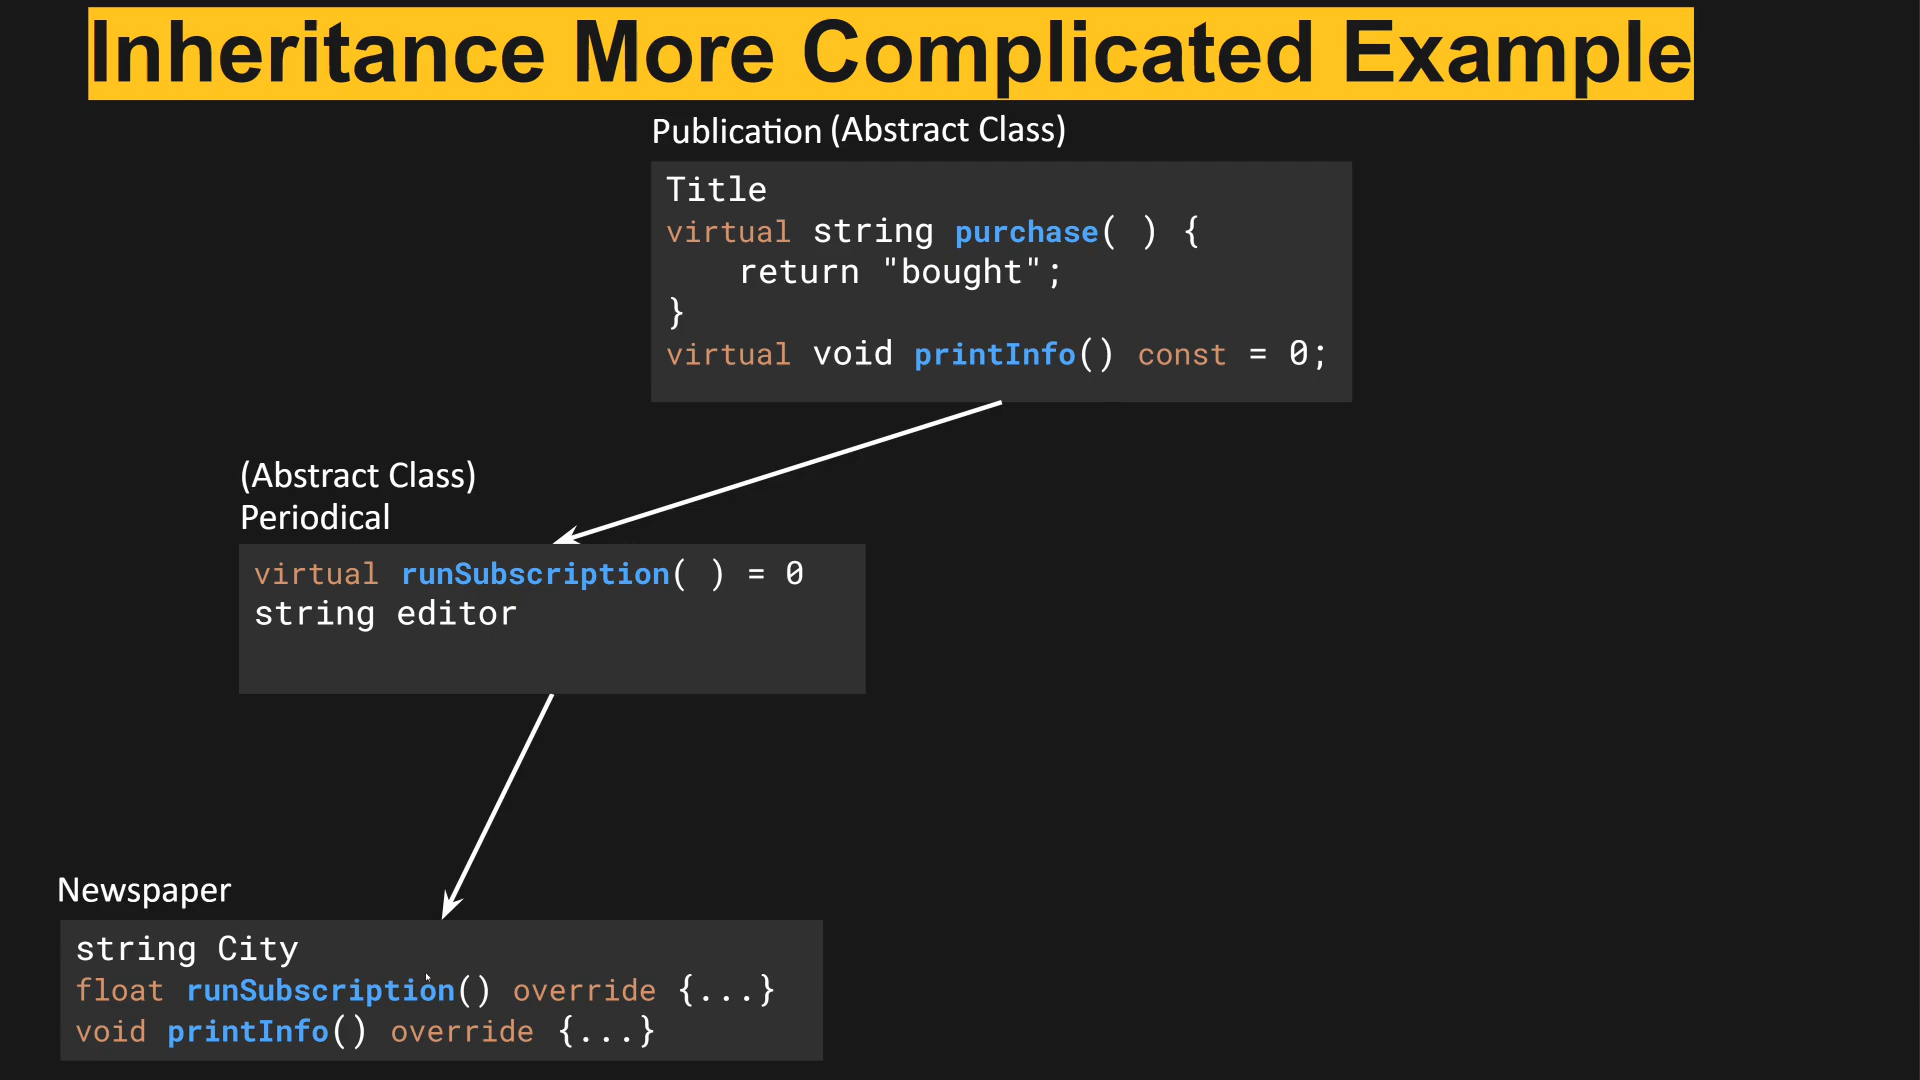 Inheritance More Complicated Example
Publication (Abstract Class)
Title
virtual string purchase( ) {
return "bought";
}
virtual void printInfo() const = 0;
(Abstract Class)
Periodical
virtual runSubscription( ) = 0
string editor
Newspaper
string City
float runSubscription() override {...}
void printInfo() override {...}